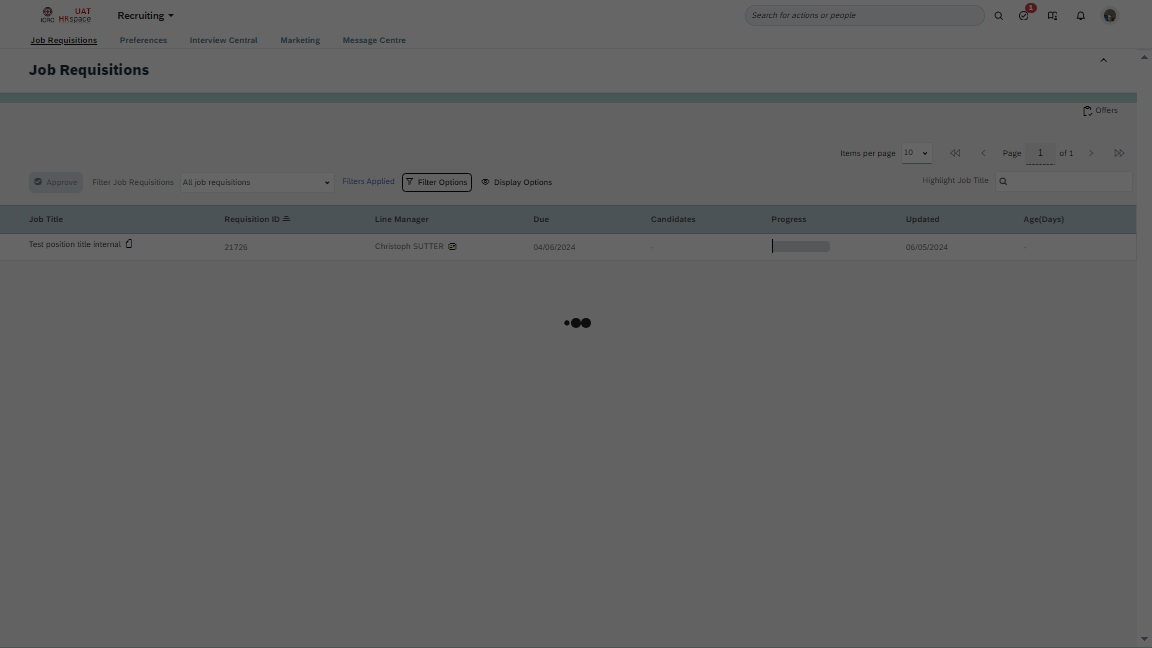 ICRC UAT HRspace Recruiting Search for actions or people 1
Job Requisitions Preferences Interview Central Marketing Message Centre
Job Requisitions
Offers
Items per page 10 Page 1 of 1
Approve Filter Job Requisitions All job requisitions Filters Applied Filter Options Display Options Highlight Job Title
Job Title Requisition ID Line Manager Due Candidates Progress Updated Age(Days)
Test position title internal 21726 Christoph SUTTER 04/06/2024 - 06/05/2024 -